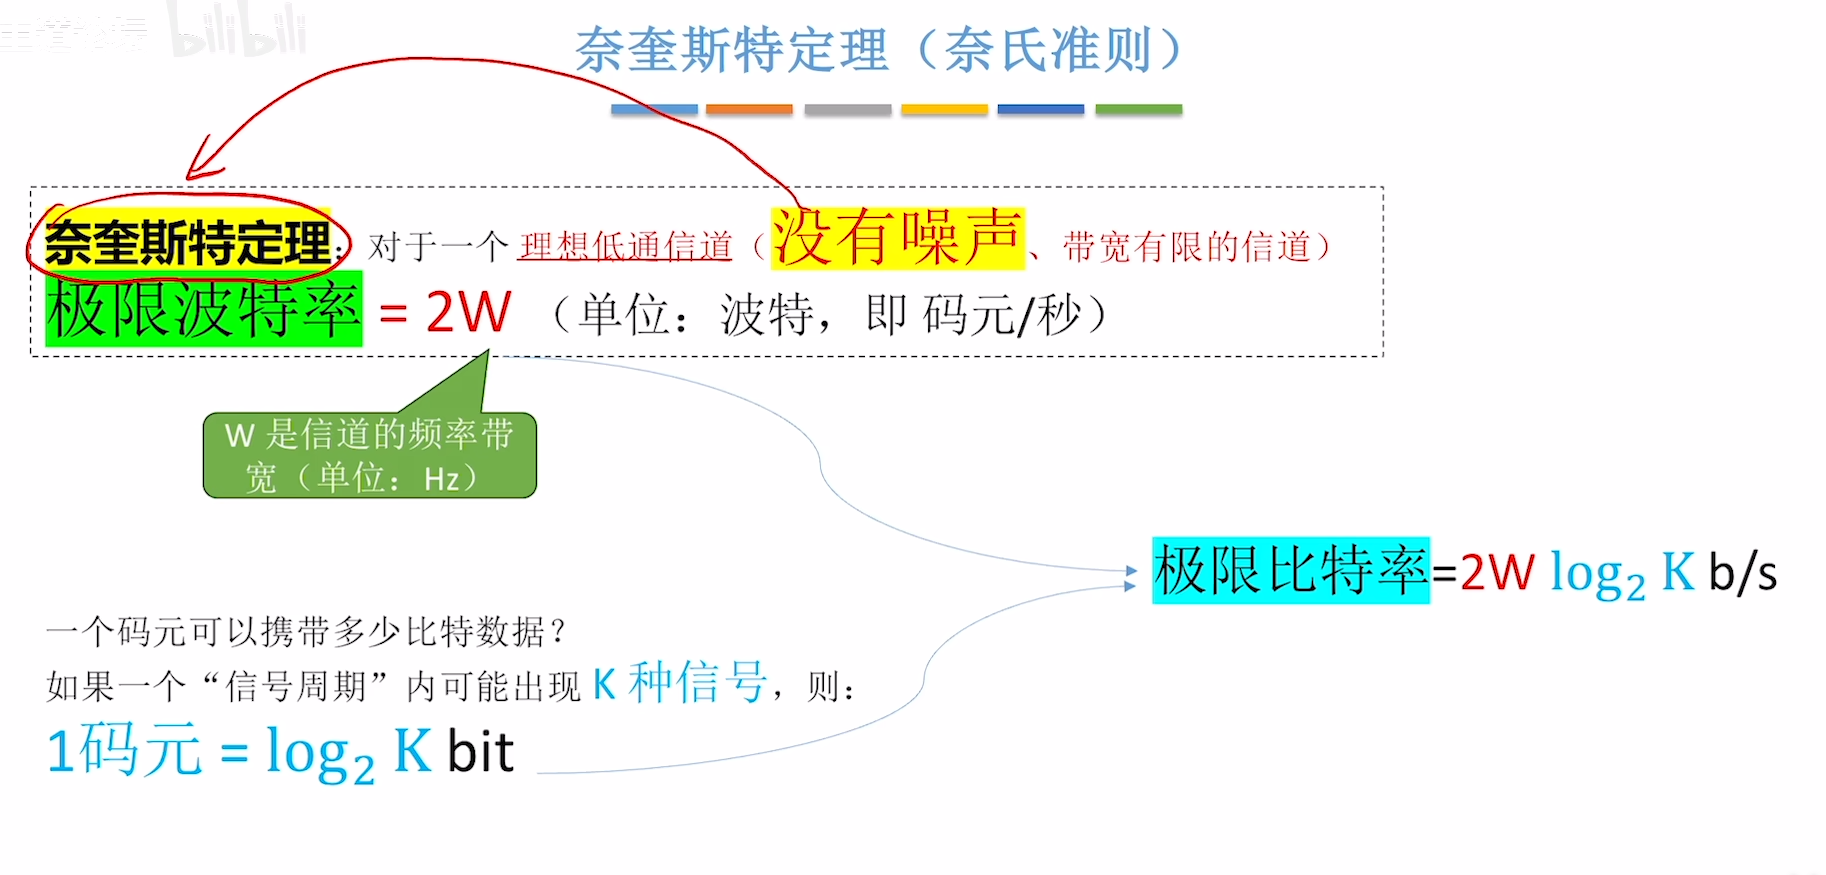 bilibili
奈奎斯特定理（奈氏准则）
奈奎斯特定理：对于一个 理想低通信道（没有噪声、带宽有限的信道）
极限波特率 = 2W （单位：波特，即 码元/秒）
W 是信道的频率带
宽（单位：Hz）
极限比特率=2W log₂ K b/s
一个码元可以携带多少比特数据？
如果一个“信号周期”内可能出现 K 种信号，则：
1码元 = log₂ K bit